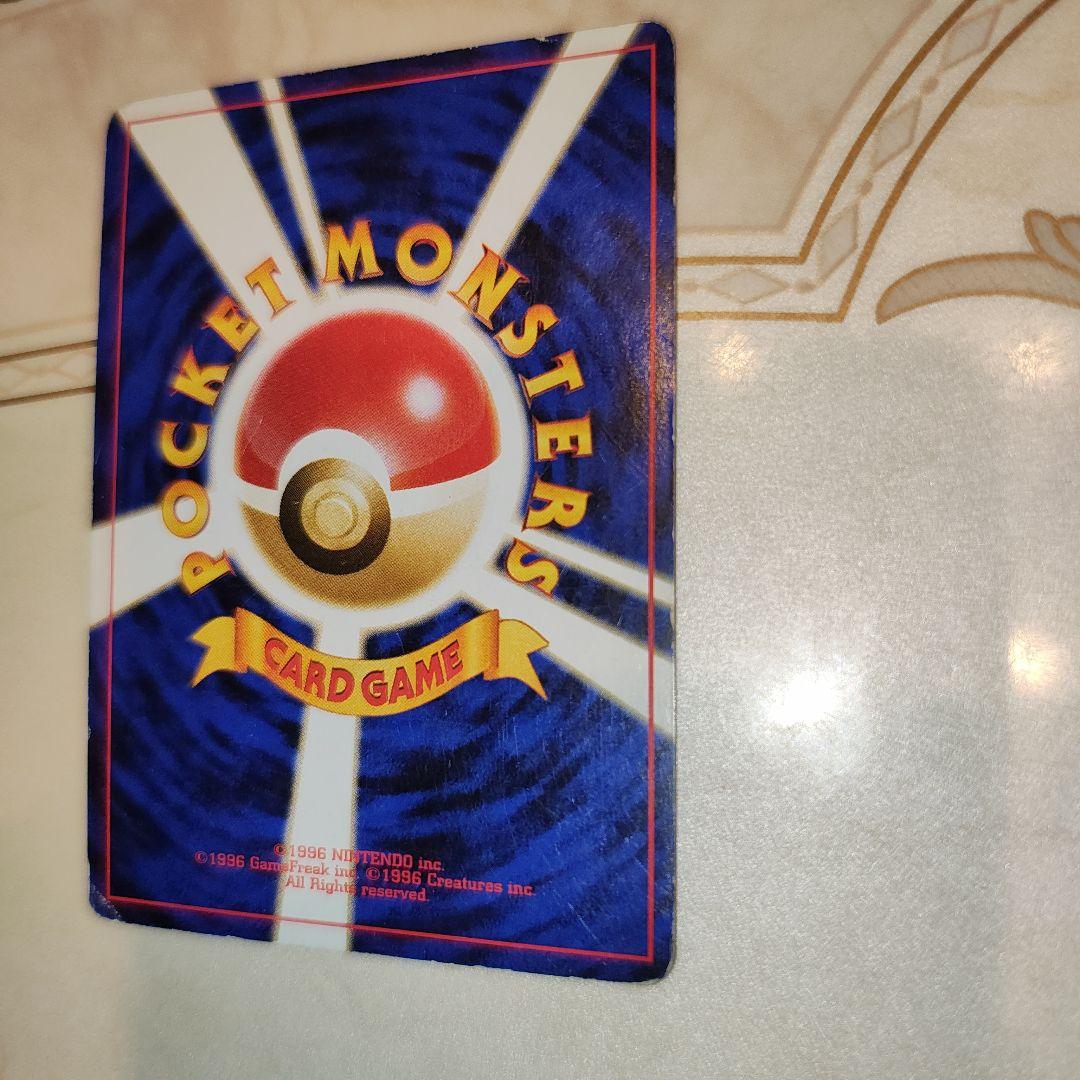 POCKET MONSTERS
CARD GAME
©1996 NINTENDO inc.
©1996 GameFreak inc. ©1996 Creatures inc.
All Rights reserved.